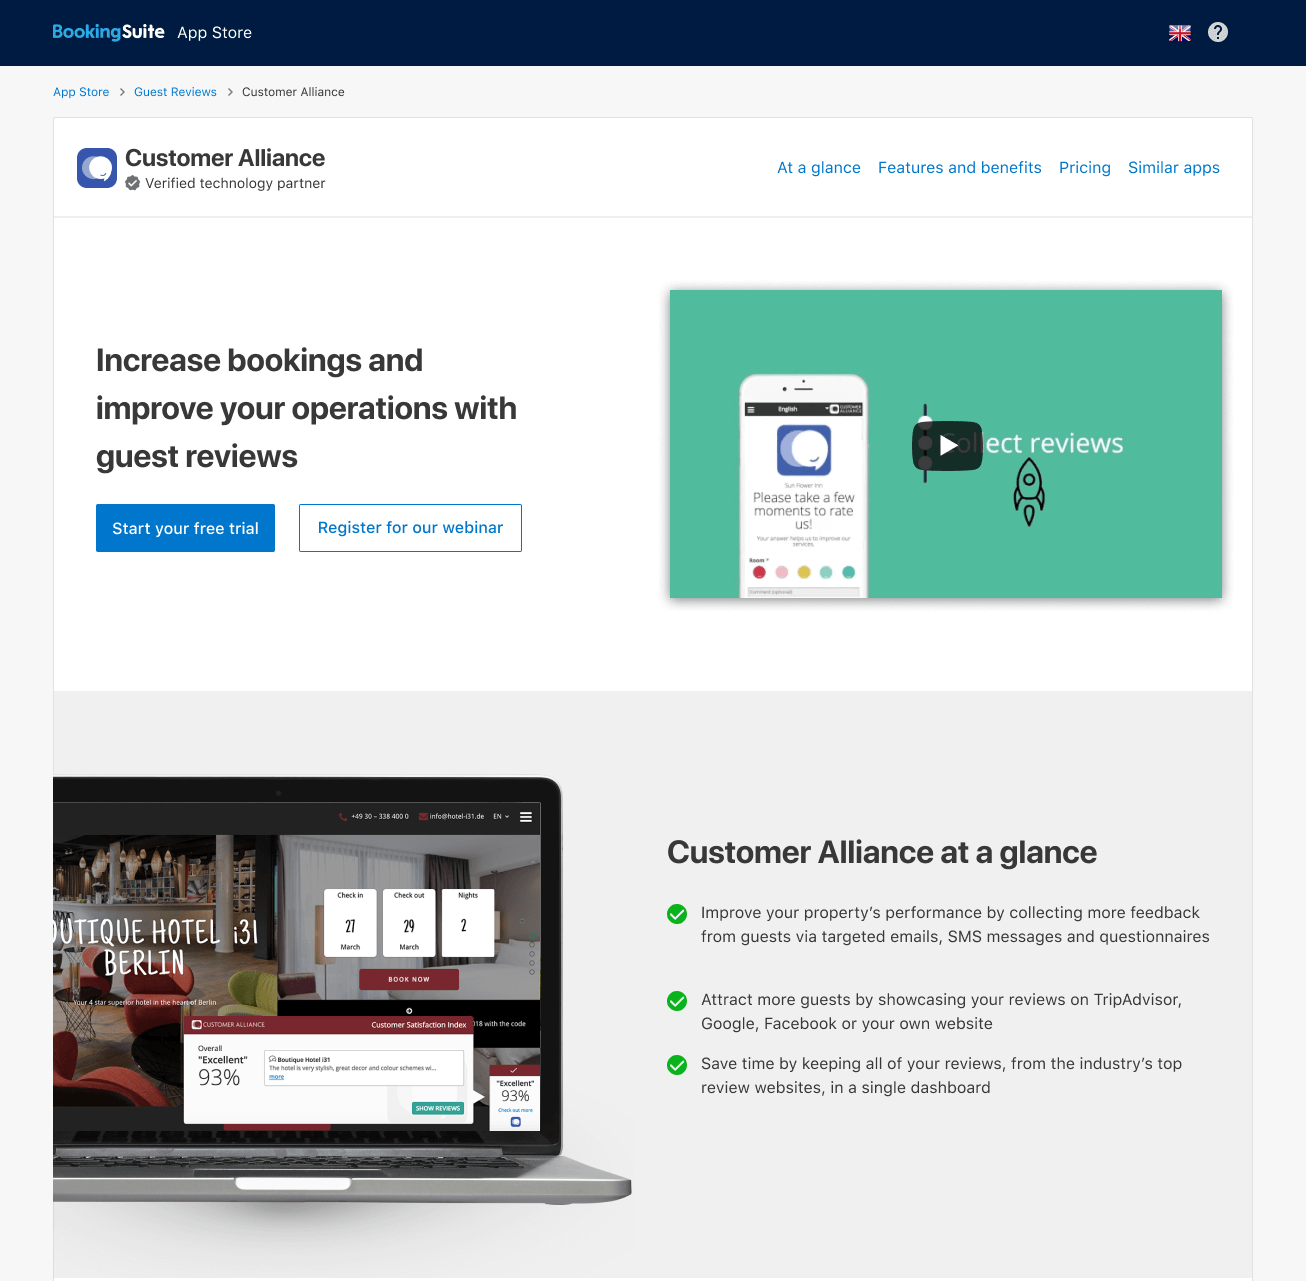 BookingSuite App Store
App Store > Guest Reviews > Customer Alliance
Customer Alliance
Verified technology partner
At a glance Features and benefits Pricing Similar apps
Increase bookings and
improve your operations with
guest reviews
Start your free trial Register for our webinar
English
CUSTOMER
ALLIANCE
Sun Flower Inn
Please take a few
moments to rate
us!
Your answer helps us to improve our
services.
Room *
Comment (optional)
llect reviews
+49 30 – 338 400 0 info@hotel-i31.de EN
Check in Check out Nights
27 29 2
March March
BOOK NOW
OUTIQUE HOTEL i31
BERLIN
Your 4 star superior hotel in the heart of Berlin
018 with the code
CUSTOMER ALLIANCE Customer Satisfaction Index
Overall
"Excellent"
93%
Boutique Hotel i31
The hotel is very stylish, great decor and colour schemes wi...
more
SHOW REVIEWS
"Excellent"
93%
Check out more
Customer Alliance at a glance
Improve your property’s performance by collecting more feedback
from guests via targeted emails, SMS messages and questionnaires
Attract more guests by showcasing your reviews on TripAdvisor,
Google, Facebook or your own website
Save time by keeping all of your reviews, from the industry’s top
review websites, in a single dashboard